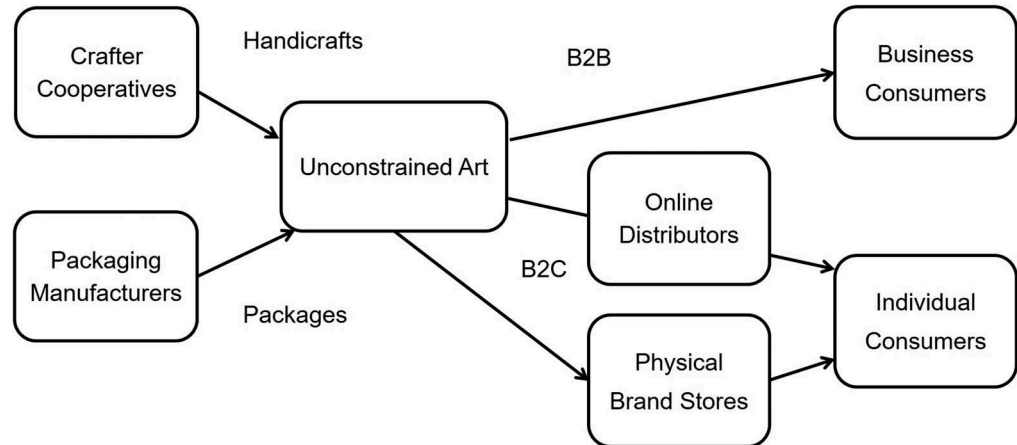 Crafter
Cooperatives
Handicrafts
B2B
Business
Consumers
Unconstrained Art
Online
Distributors
Packaging
Manufacturers
Packages
B2C
Individual
Consumers
Physical
Brand Stores